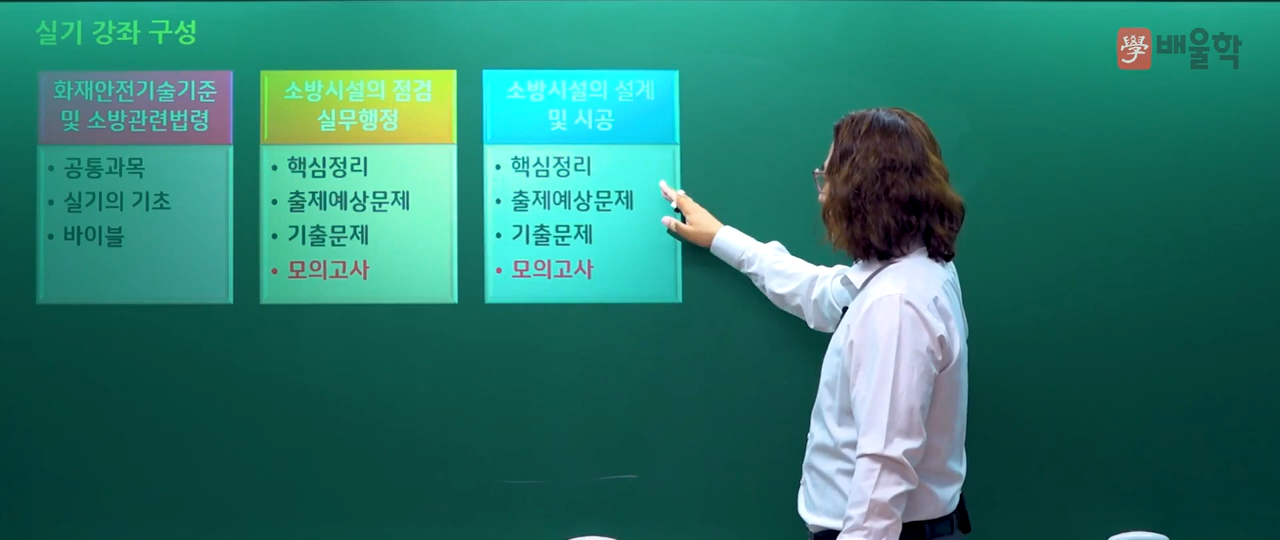 실기 강좌 구성
學 배울학
화재안전기술기준
및 소방관련법령
• 공통과목
• 실기의 기초
• 바이블
소방시설의 점검
실무행정
• 핵심정리
• 출제예상문제
• 기출문제
• 모의고사
소방시설의 설계
및 시공
• 핵심정리
• 출제예상문제
• 기출문제
• 모의고사